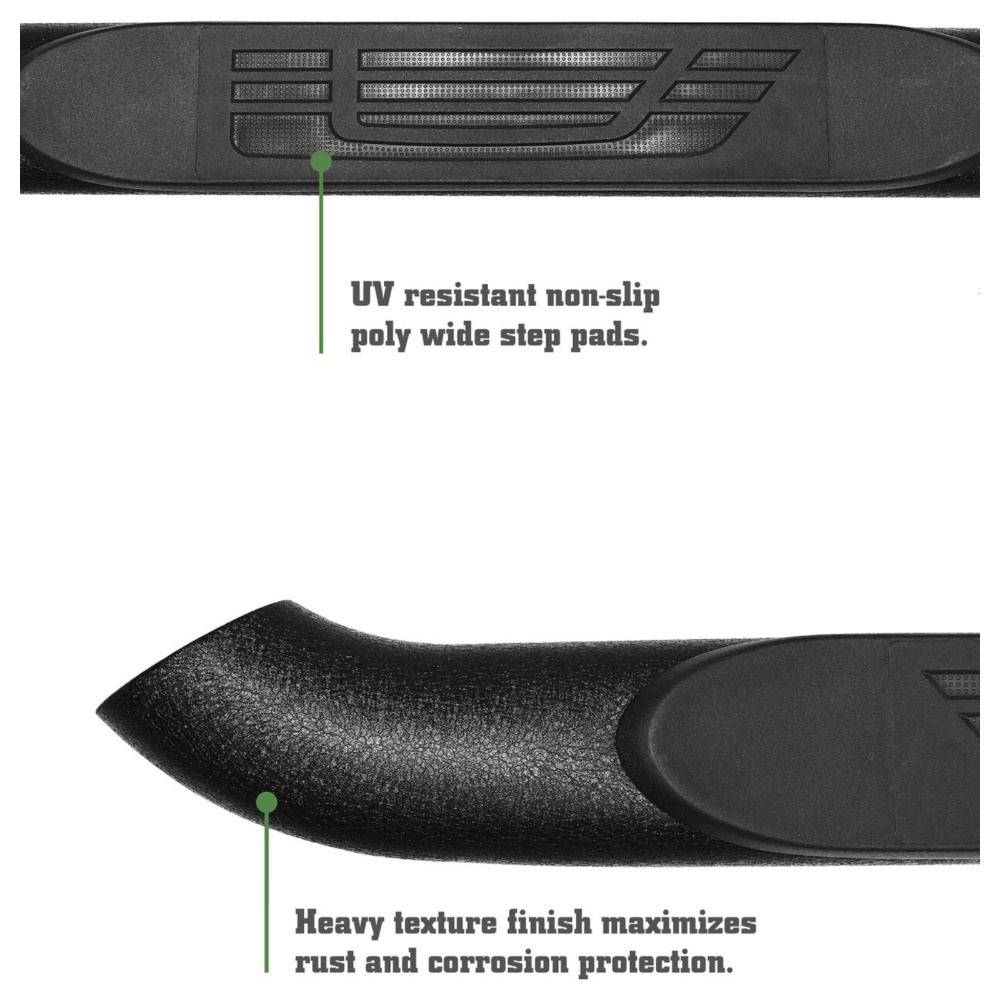 UV resistant non-slip
poly wide step pads.
Heavy texture finish maximizes
rust and corrosion protection.